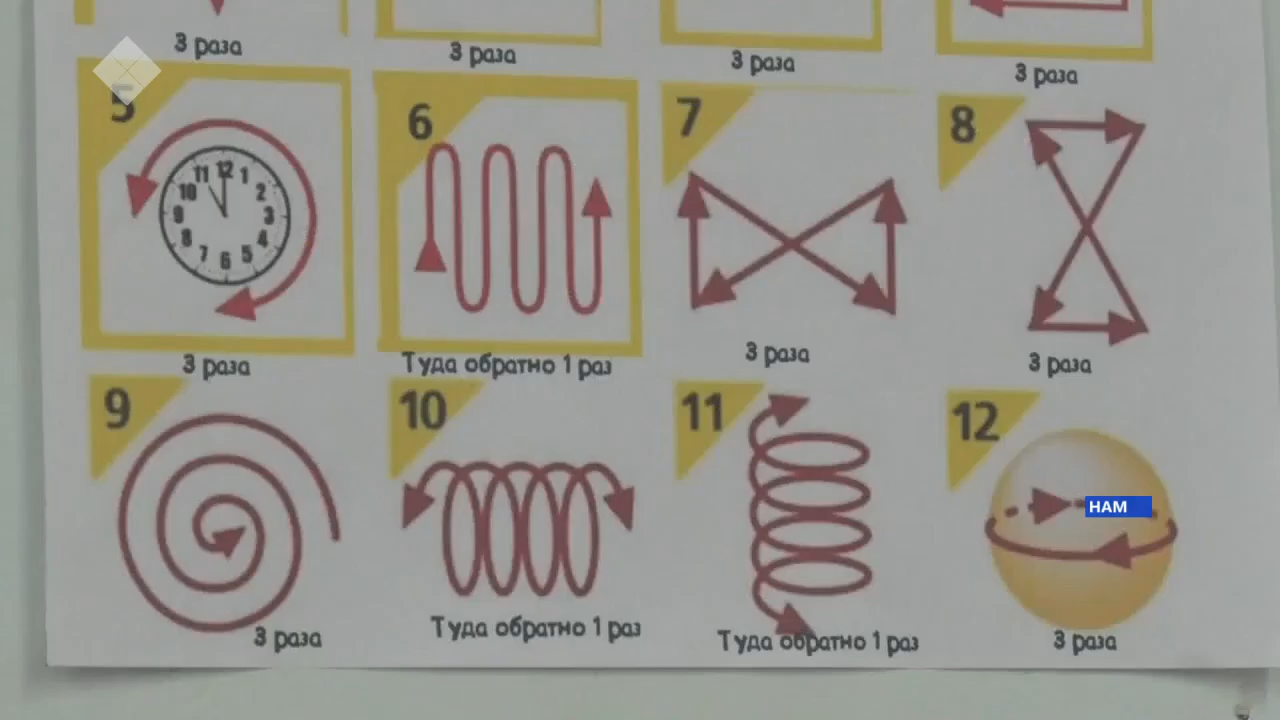 3 раза
3 раза
3 раза
3 раза
5
11 12 1
10 2
9 3
8 4
7 6 5
6
7
8
3 раза
Туда обратно 1 раз
3 раза
3 раза
9
10
11
12
НАМ
3 раза
Туда обратно 1 раз
Туда обратно 1 раз
3 раза